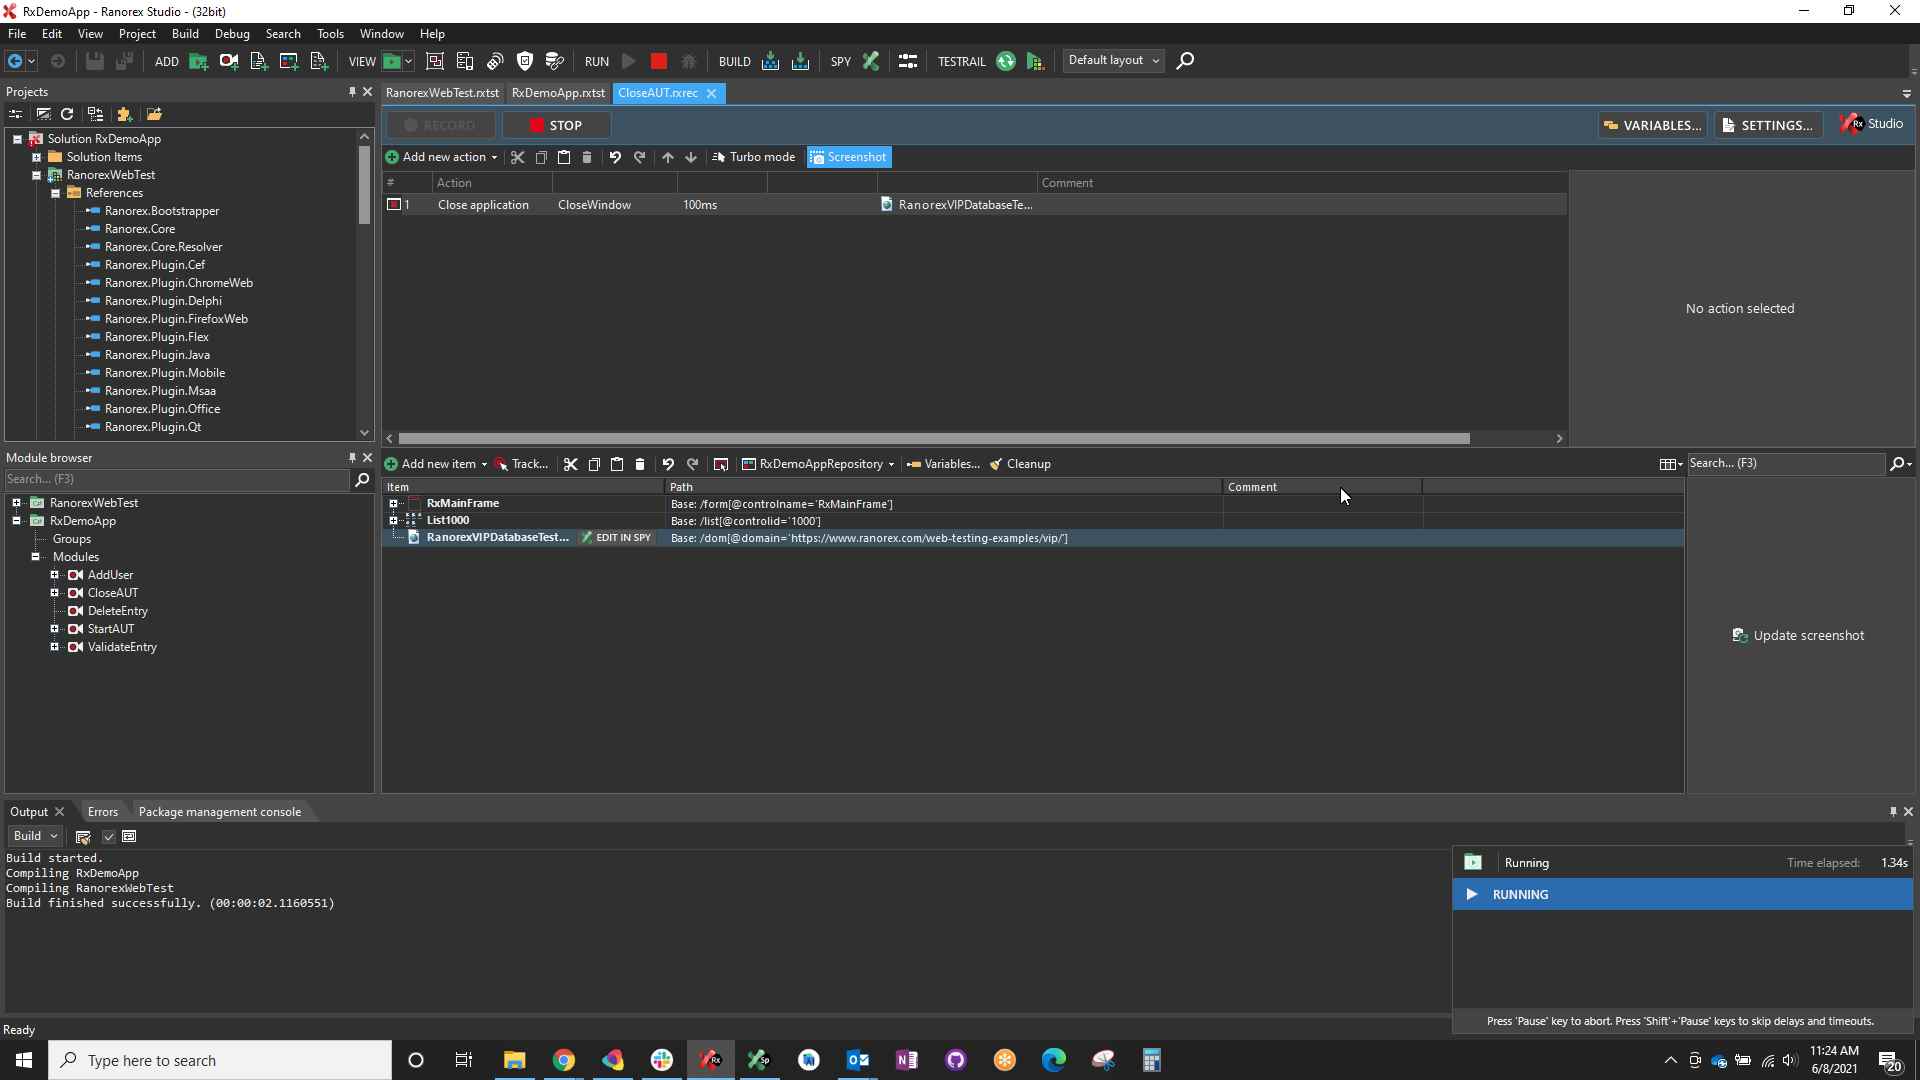 RxDemoApp - Ranorex Studio - (32bit)
File Edit View Project Build Debug Search Tools Window Help
ADD VIEW RUN BUILD SPY TESTRAIL Default layout
Projects
Solution RxDemoApp
Solution Items
RanorexWebTest
References
Ranorex.Bootstrapper
Ranorex.Core
Ranorex.Core.Resolver
Ranorex.Plugin.Cef
Ranorex.Plugin.ChromeWeb
Ranorex.Plugin.Delphi
Ranorex.Plugin.FirefoxWeb
Ranorex.Plugin.Flex
Ranorex.Plugin.Java
Ranorex.Plugin.Mobile
Ranorex.Plugin.Msaa
Ranorex.Plugin.Office
Ranorex.Plugin.Qt
RanorexWebTest.rxtst RxDemoApp.rxtst CloseAUT.rxrec
RECORD STOP VARIABLES... SETTINGS... Rx Studio
Add new action Turbo mode Screenshot
# Action Comment
1 Close application CloseWindow 100ms RanorexVIPDatabaseTe...
No action selected
Module browser
Search... (F3)
RanorexWebTest
RxDemoApp
Groups
Modules
AddUser
CloseAUT
DeleteEntry
StartAUT
ValidateEntry
Add new item Track... RxDemoAppRepository Variables... Cleanup Search... (F3)
Item Path Comment
RxMainFrame Base: /form[@controlname='RxMainFrame']
List1000 Base: /list[@controlid='1000']
RanorexVIPDatabaseTest... EDIT IN SPY Base: /dom[@domain='https://www.ranorex.com/web-testing-examples/vip/']
Update screenshot
Output Errors Package management console
Build
Build started.
Compiling RxDemoApp
Compiling RanorexWebTest
Build finished successfully. (00:00:02.1160551)
Running Time elapsed: 1.34s
RUNNING
Press 'Pause' key to abort. Press 'Shift'+'Pause' keys to skip delays and timeouts.
Ready
Type here to search
11:24 AM
6/8/2021
20